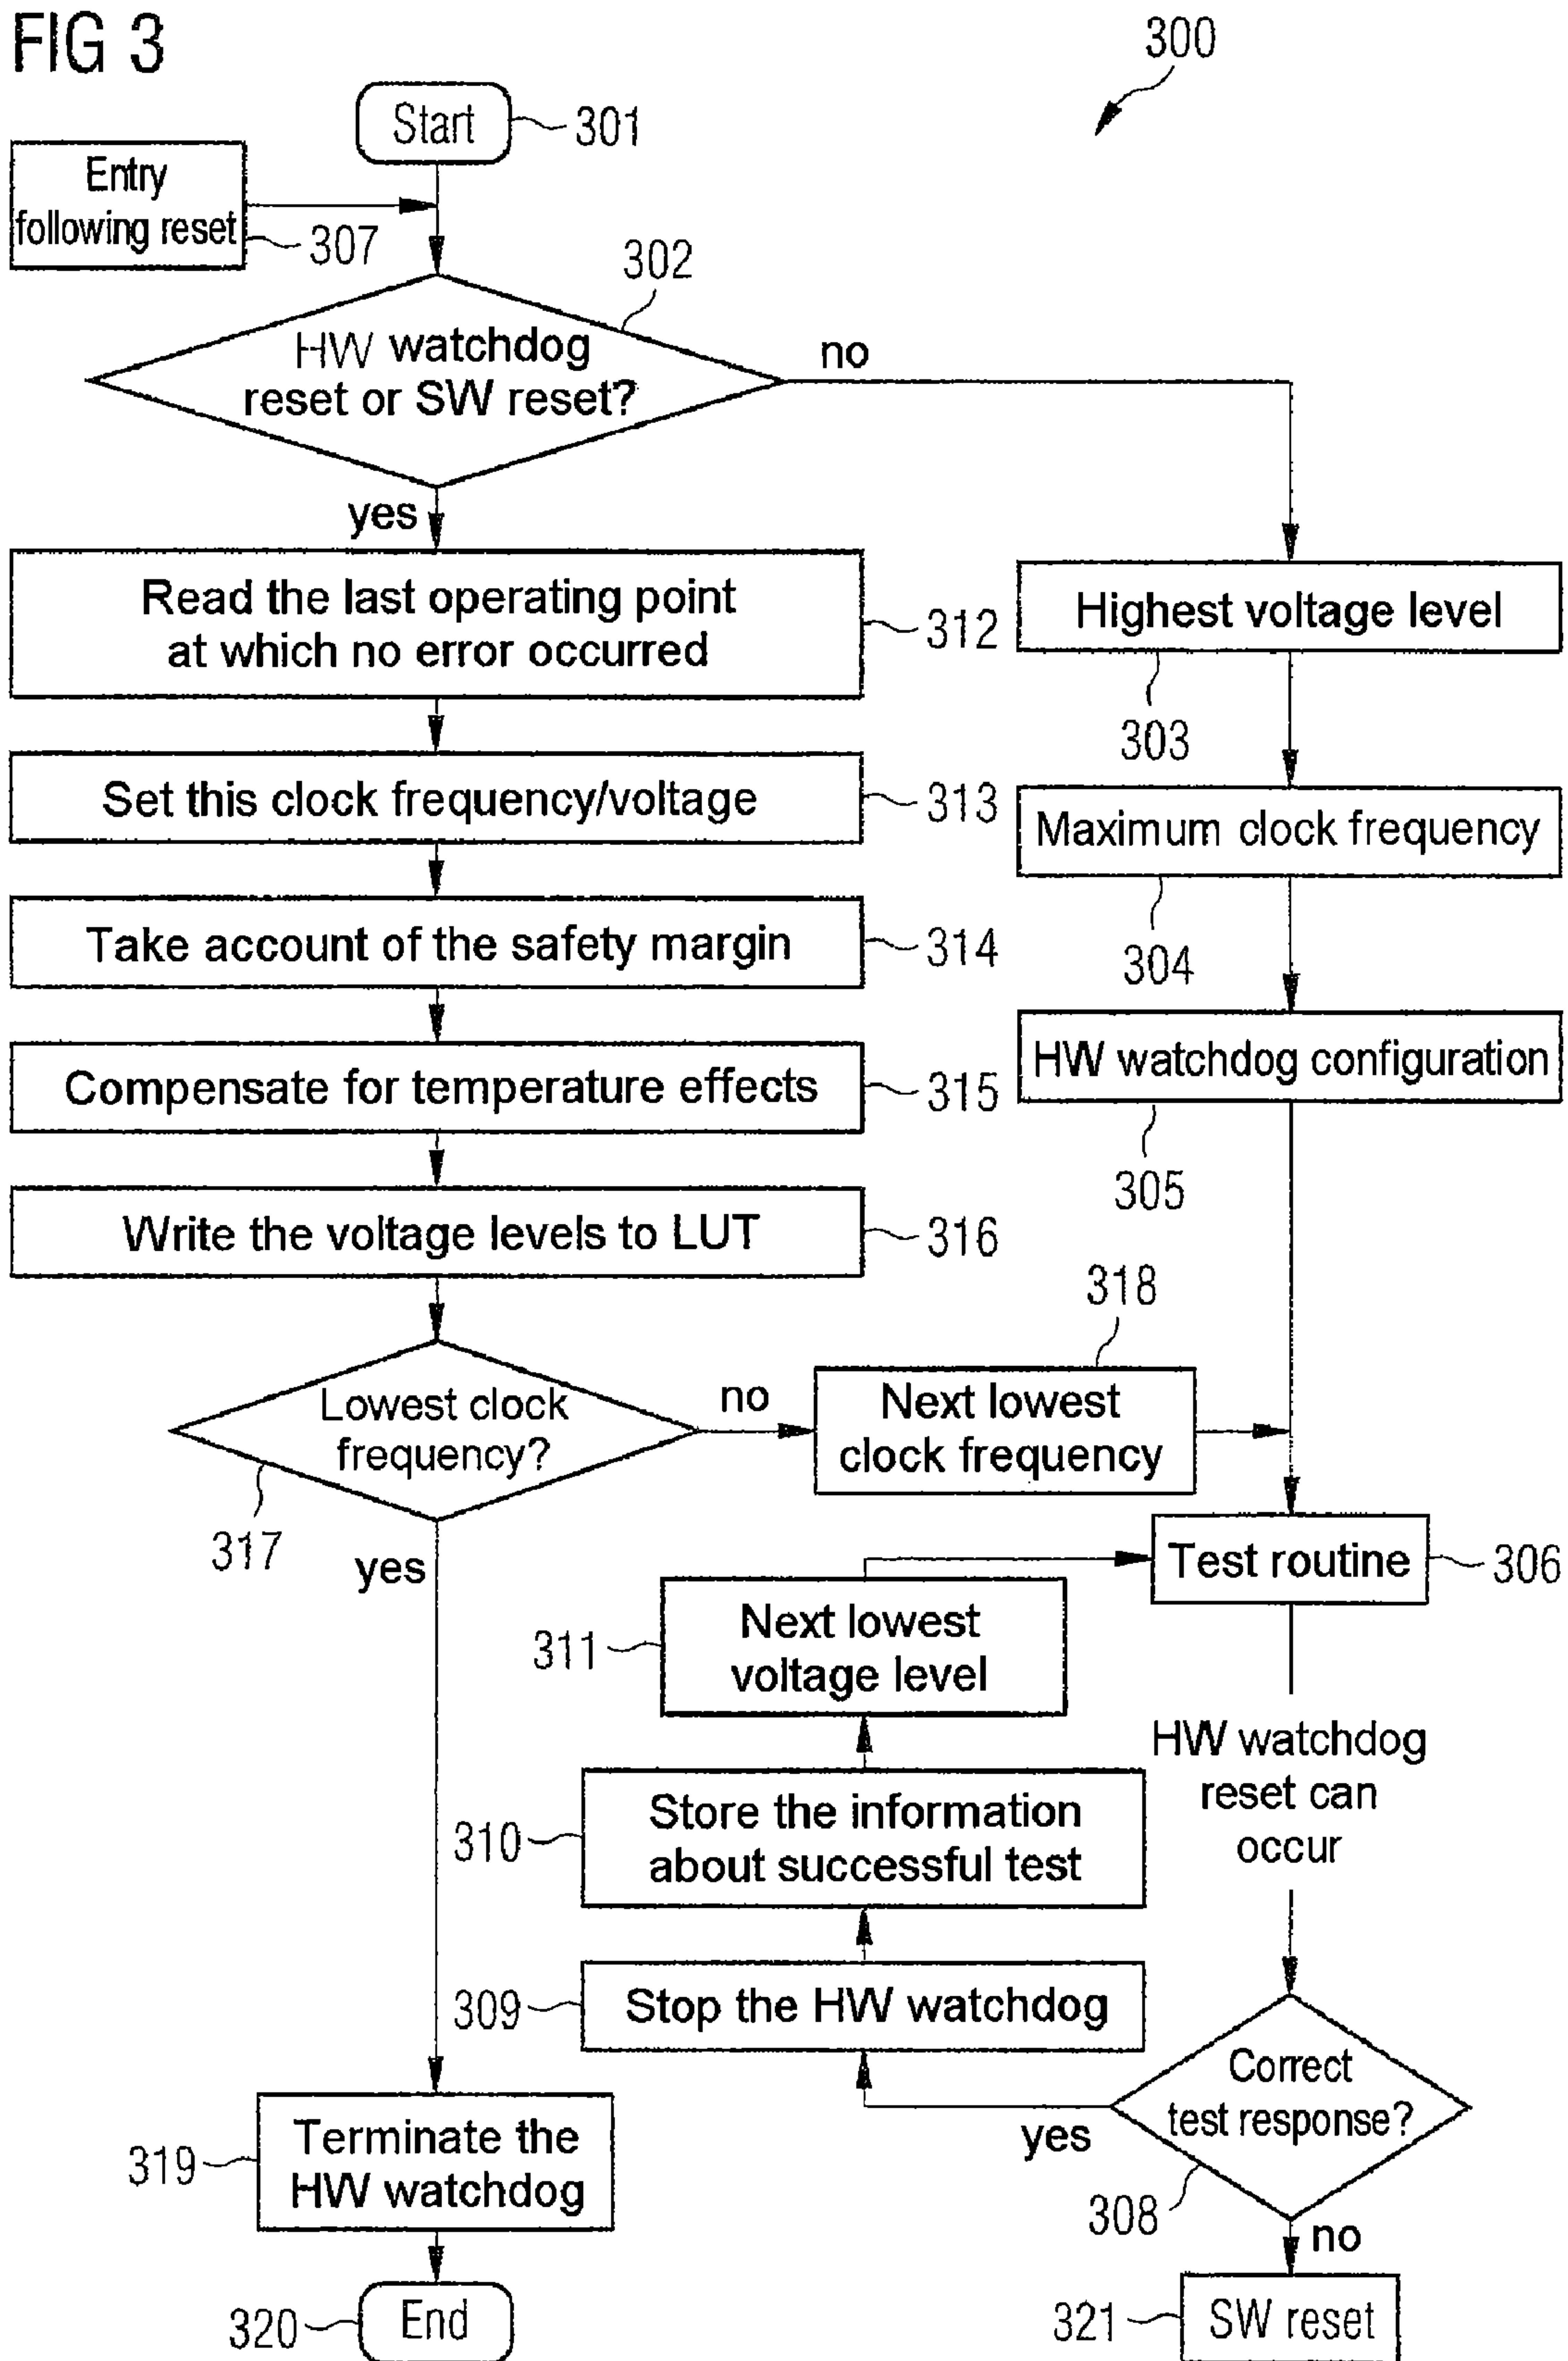 FIG 3
300
Start
301
Entry
following reset
307
302
HW watchdog
reset or SW reset?
no
yes
Read the last operating point
at which no error occurred
312
Highest voltage level
303
Set this clock frequency/voltage
313
Maximum clock frequency
304
Take account of the safety margin
314
HW watchdog configuration
305
Compensate for temperature effects
315
Write the voltage levels to LUT
316
318
Lowest clock
frequency?
317
no
Next lowest
clock frequency
yes
Test routine
306
Next lowest
voltage level
311
HW watchdog
reset can
occur
Store the information
about successful test
310
Stop the HW watchdog
309
Correct
test response?
308
yes
no
Terminate the
HW watchdog
319
End
320
SW reset
321